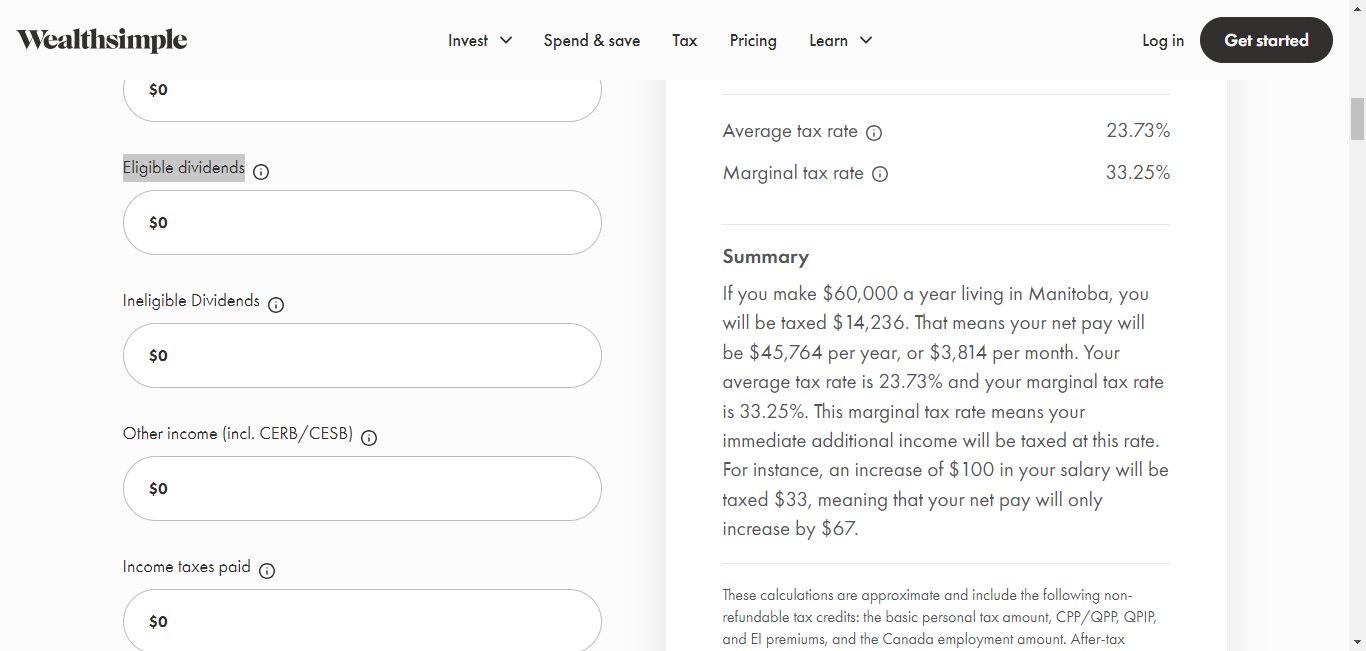 Wealthsimple
Invest
Spend & save
Tax
Pricing
Learn
Log in
Get started
$0
Eligible dividends
$0
Ineligible Dividends
$0
Other income (incl. CERB/CESB)
$0
Income taxes paid
$0
Average tax rate 23.73%
Marginal tax rate 33.25%
Summary
If you make $60,000 a year living in Manitoba, you
will be taxed $14,236. That means your net pay will
be $45,764 per year, or $3,814 per month. Your
average tax rate is 23.73% and your marginal tax rate
is 33.25%. This marginal tax rate means your
immediate additional income will be taxed at this rate.
For instance, an increase of $100 in your salary will be
taxed $33, meaning that your net pay will only
increase by $67.
These calculations are approximate and include the following non-
refundable tax credits: the basic personal tax amount, CPP/QPP, QPIP,
and EI premiums, and the Canada employment amount. After-tax